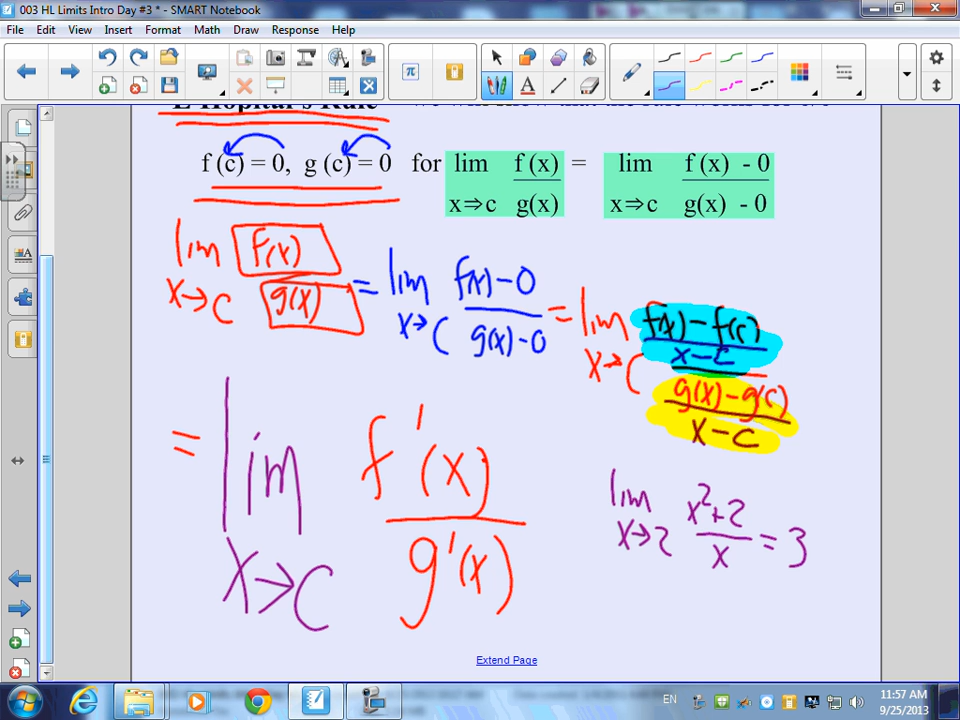 003 HL Limits Intro Day #3 * - SMART Notebook
File Edit View Insert Format Math Draw Response Help
L'Hopital's Rule
f (c) = 0, g (c) = 0 for lim f (x) = lim f (x) - 0
x⇒c g(x) x⇒c g(x) - 0
lim f(x) = lim f(x)-0 = lim f(x)-f(c)
x→c g(x) x→c g(x)-0 x→c x-c
g(x)-g(c)
x-c
= lim f'(x)
x→c g'(x)
lim x²+2 = 3
x→2 x
Extend Page
EN
11:57 AM
9/25/2013